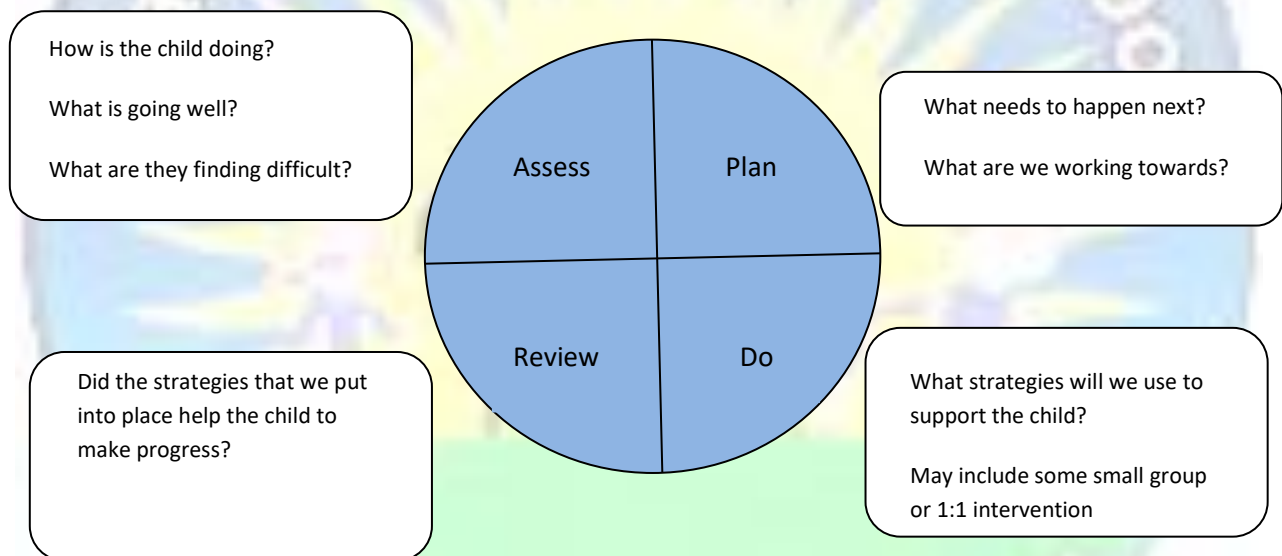 How is the child doing?
What is going well?
What are they finding difficult?
Assess
Plan
What needs to happen next?
What are we working towards?
Did the strategies that we put
into place help the child to
make progress?
Review
Do
What strategies will we use to
support the child?
May include some small group
or 1:1 intervention